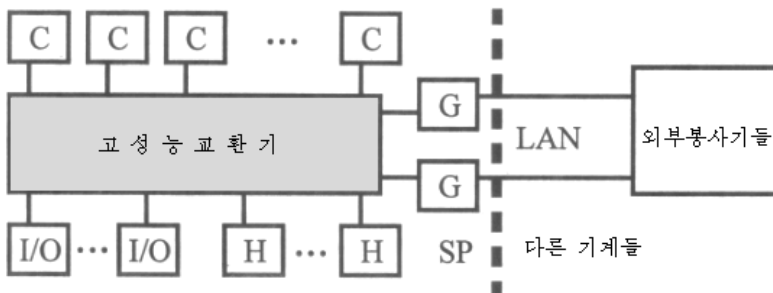 C C C ... C
G
고성능교환기
LAN
외부봉사기들
G
I/O ... I/O H ... H
SP
다른 기계들